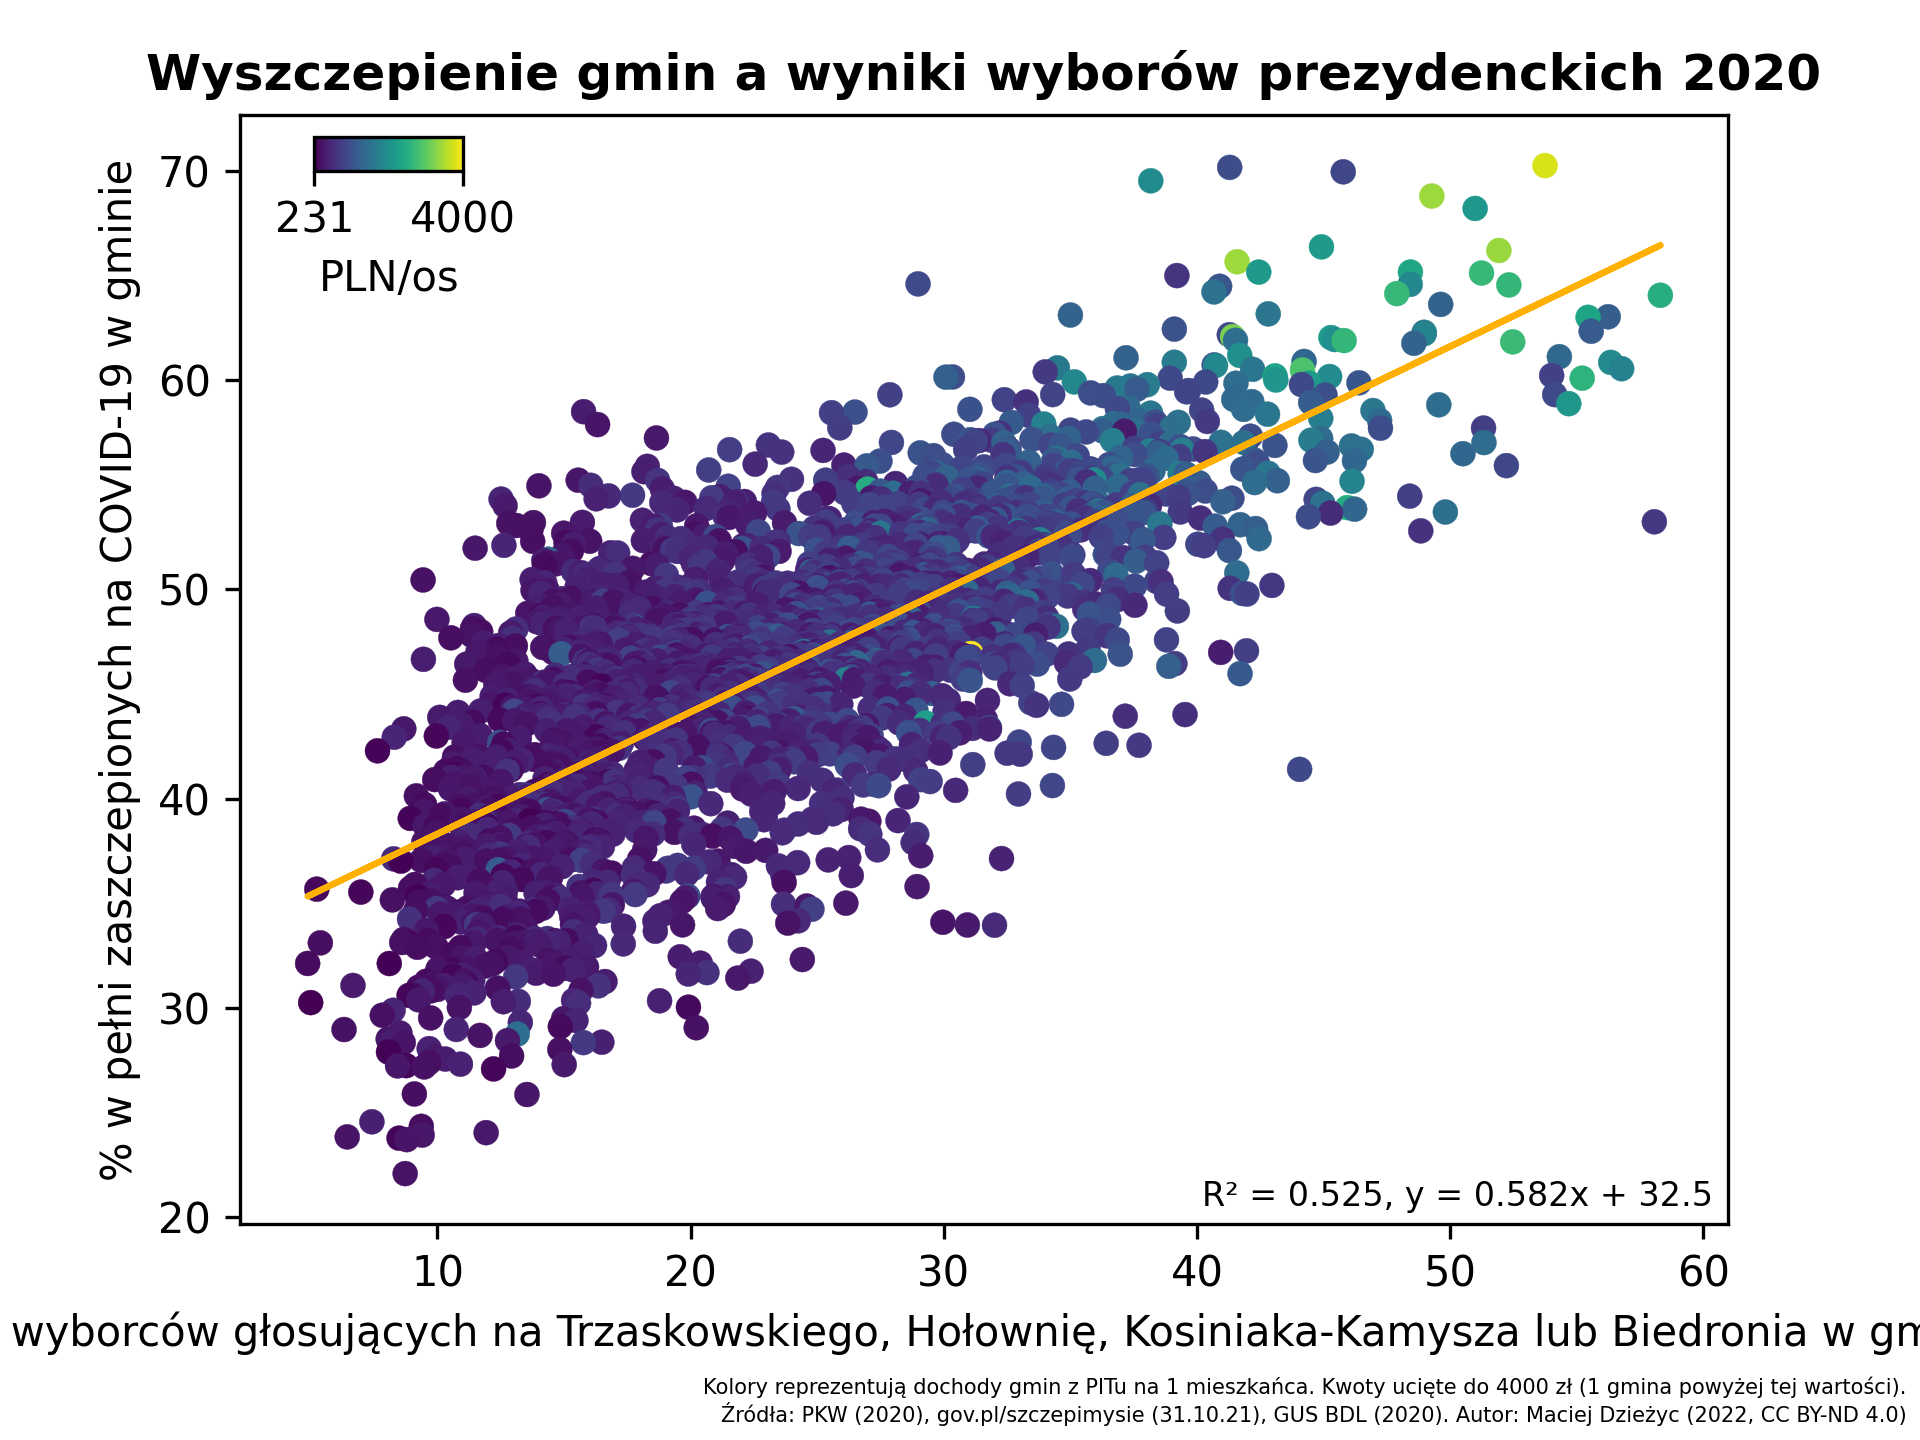 Wyszczepienie gmin a wyniki wyborów prezydenckich 2020
231 4000
PLN/os
% w pełni zaszczepionych na COVID-19 w gminie
70
60
50
40
30
20
R² = 0.525, y = 0.582x + 32.5
10 20 30 40 50 60
wyborców głosujących na Trzaskowskiego, Hołownię, Kosiniaka-Kamysza lub Biedronia w
Kolory reprezentują dochody gmin z PITu na 1 mieszkańca. Kwoty ucięte do 4000 zł (1 gmina powyżej tej wartości).
Źródła: PKW (2020), gov.pl/szczepimysie (31.10.21), GUS BDL (2020). Autor: Maciej Dzieżyc (2022, CC BY-ND 4.0)